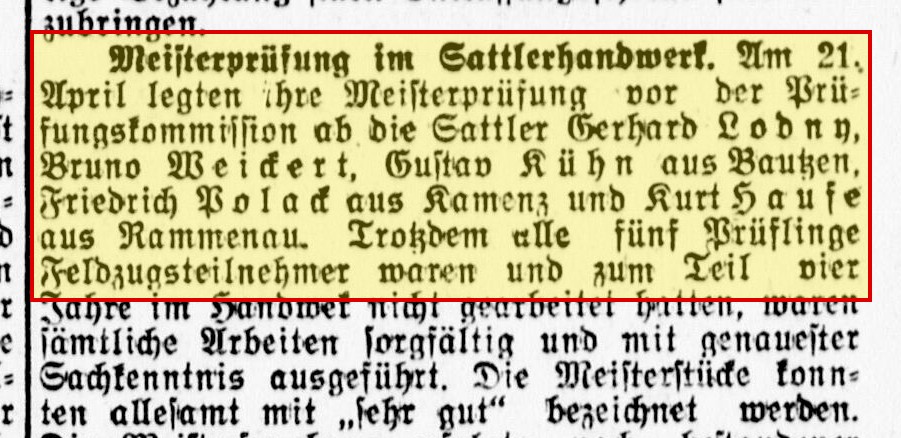 zubringen.
Meisterprüfung im Sattlerhandwerk. Am 21.
April legten ihre Meisterprüfung vor der Prü-
fungskommission ab die Sattler Gerhard Lodny,
Bruno Weickert, Gustav Kühn aus Bautzen,
Friedrich Polack aus Kamenz und Kurt Haufe
aus Rammenau. Trotzdem alle fünf Prüflinge
Feldzugsteilnehmer waren und zum Teil vier
Jahre im Handwek nicht gearbeitet hatten, waren
sämtliche Arbeiten sorgfältig und mit genauester
Sachkenntnis ausgeführt. Die Meisterstücke konn-
ten allesamt mit „sehr gut“ bezeichnet werden.